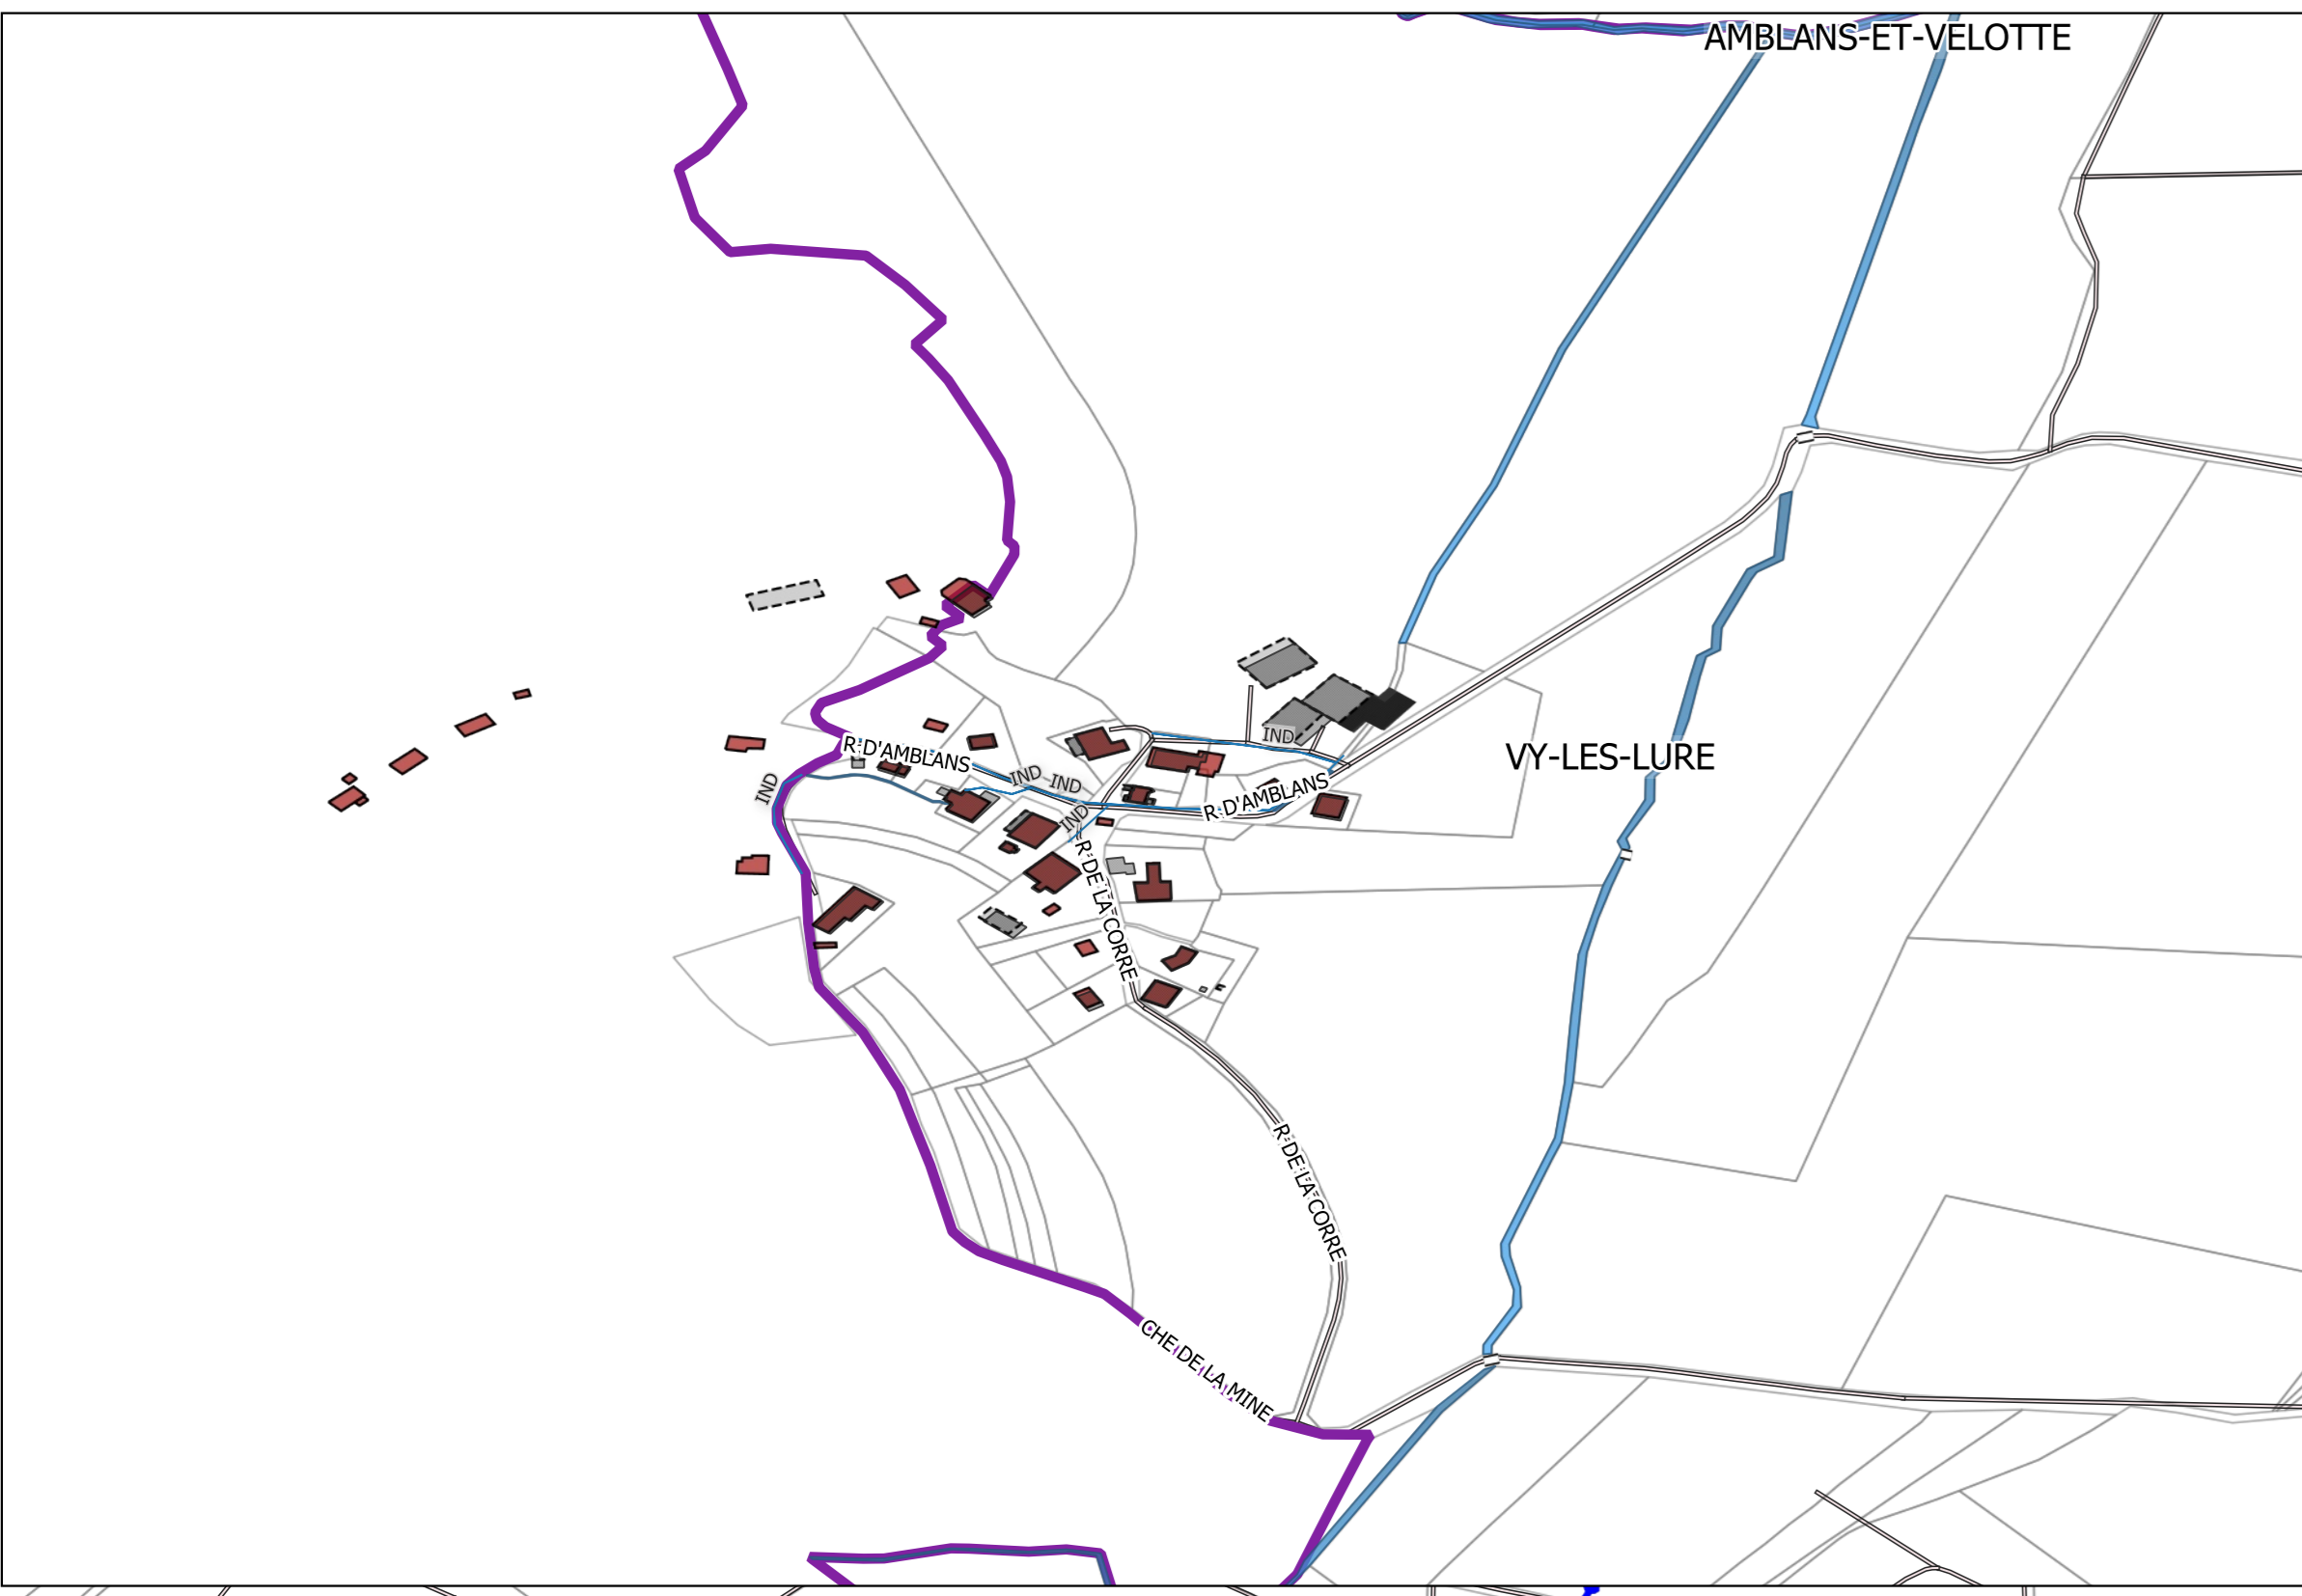 AMBLANS-ET-VELOTTE
IND
R D'AMBLANS
VY-LES-LURE
IND
IND
IND
R D'AMBLANS
IND
R DE LA CORRE
R DE LA CORRE
CHE DE LA MINE